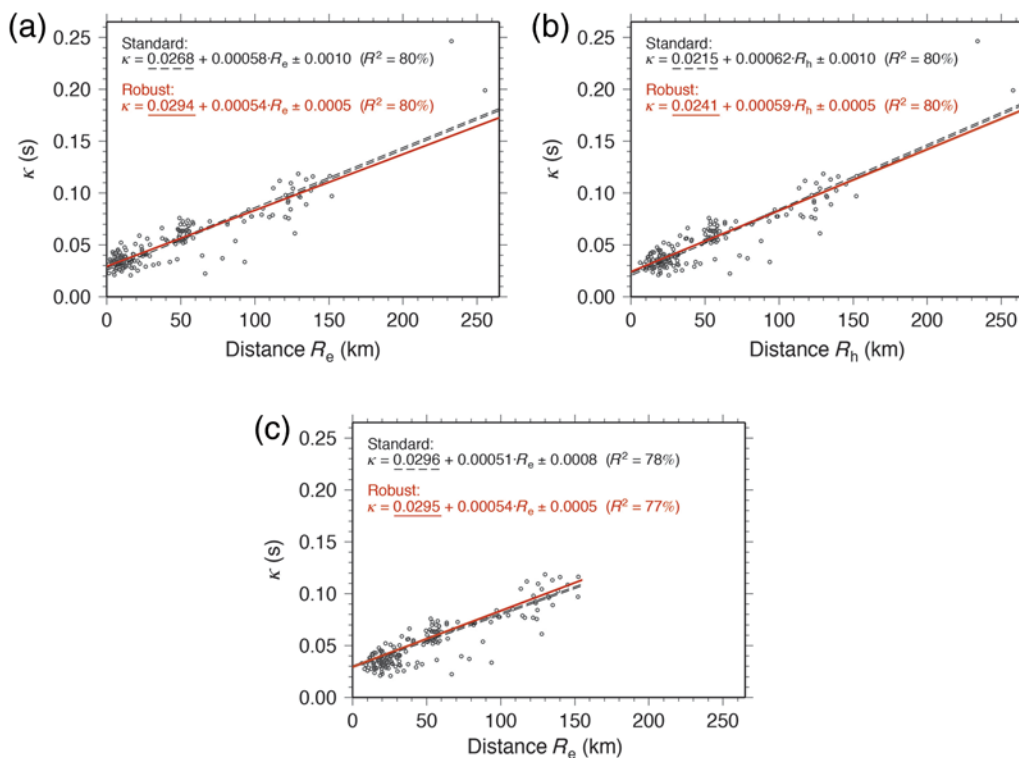 (a)
0.25
0.20
0.15
0.10
0.05
0.00
κ (s)
Standard:
κ = 0.0268 + 0.00058·Rₑ ± 0.0010 (R² = 80%)
Robust:
κ = 0.0294 + 0.00054·Rₑ ± 0.0005 (R² = 80%)
0 50 100 150 200 250
Distance Rₑ (km)
(b)
0.25
0.20
0.15
0.10
0.05
0.00
κ (s)
Standard:
κ = 0.0215 + 0.00062·Rₕ ± 0.0010 (R² = 80%)
Robust:
κ = 0.0241 + 0.00059·Rₕ ± 0.0005 (R² = 80%)
0 50 100 150 200 250
Distance Rₕ (km)
(c)
0.25
0.20
0.15
0.10
0.05
0.00
κ (s)
Standard:
κ = 0.0296 + 0.00051·Rₑ ± 0.0008 (R² = 78%)
Robust:
κ = 0.0295 + 0.00054·Rₑ ± 0.0005 (R² = 77%)
0 50 100 150 200 250
Distance Rₑ (km)